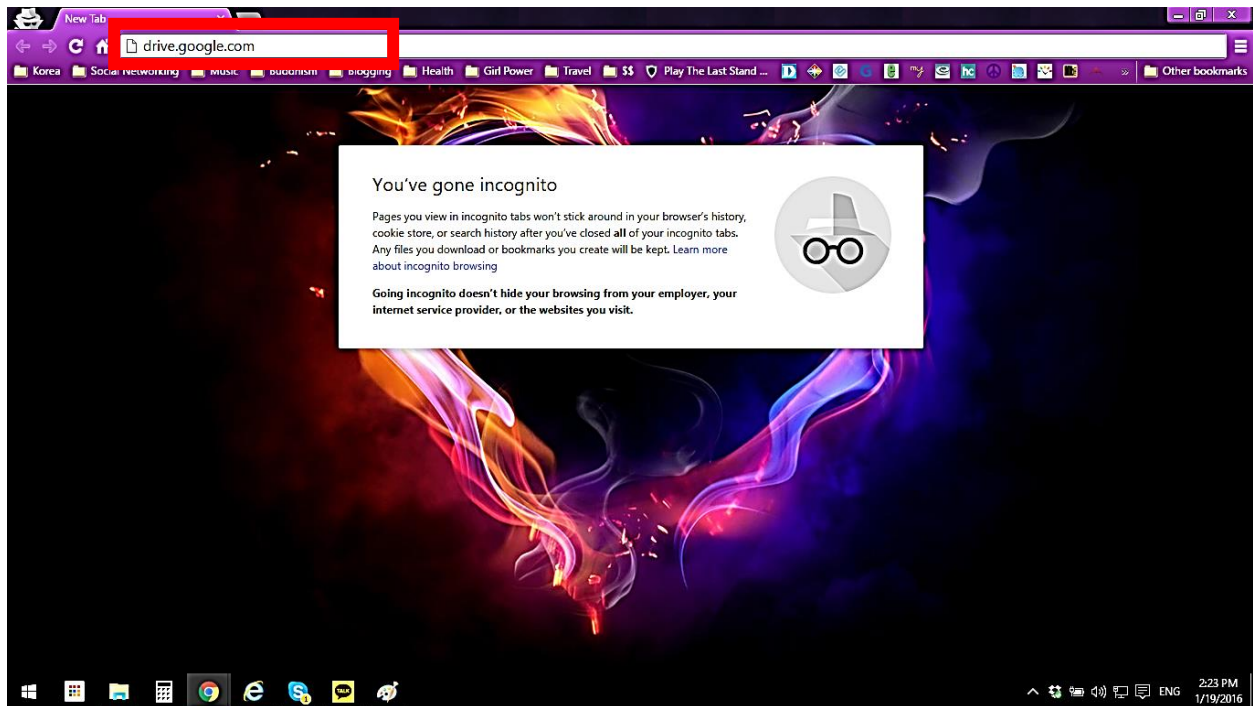 New Tab
drive.google.com
Korea Social Networking Music Buddhism Blogging Health Girl Power Travel $$ Play The Last Stand ... my hc » Other bookmarks
You've gone incognito
Pages you view in incognito tabs won't stick around in your browser's history,
cookie store, or search history after you've closed all of your incognito tabs.
Any files you download or bookmarks you create will be kept. Learn more
about incognito browsing
Going incognito doesn't hide your browsing from your employer, your
internet service provider, or the websites you visit.
TALK
ENG
2:23 PM
1/19/2016